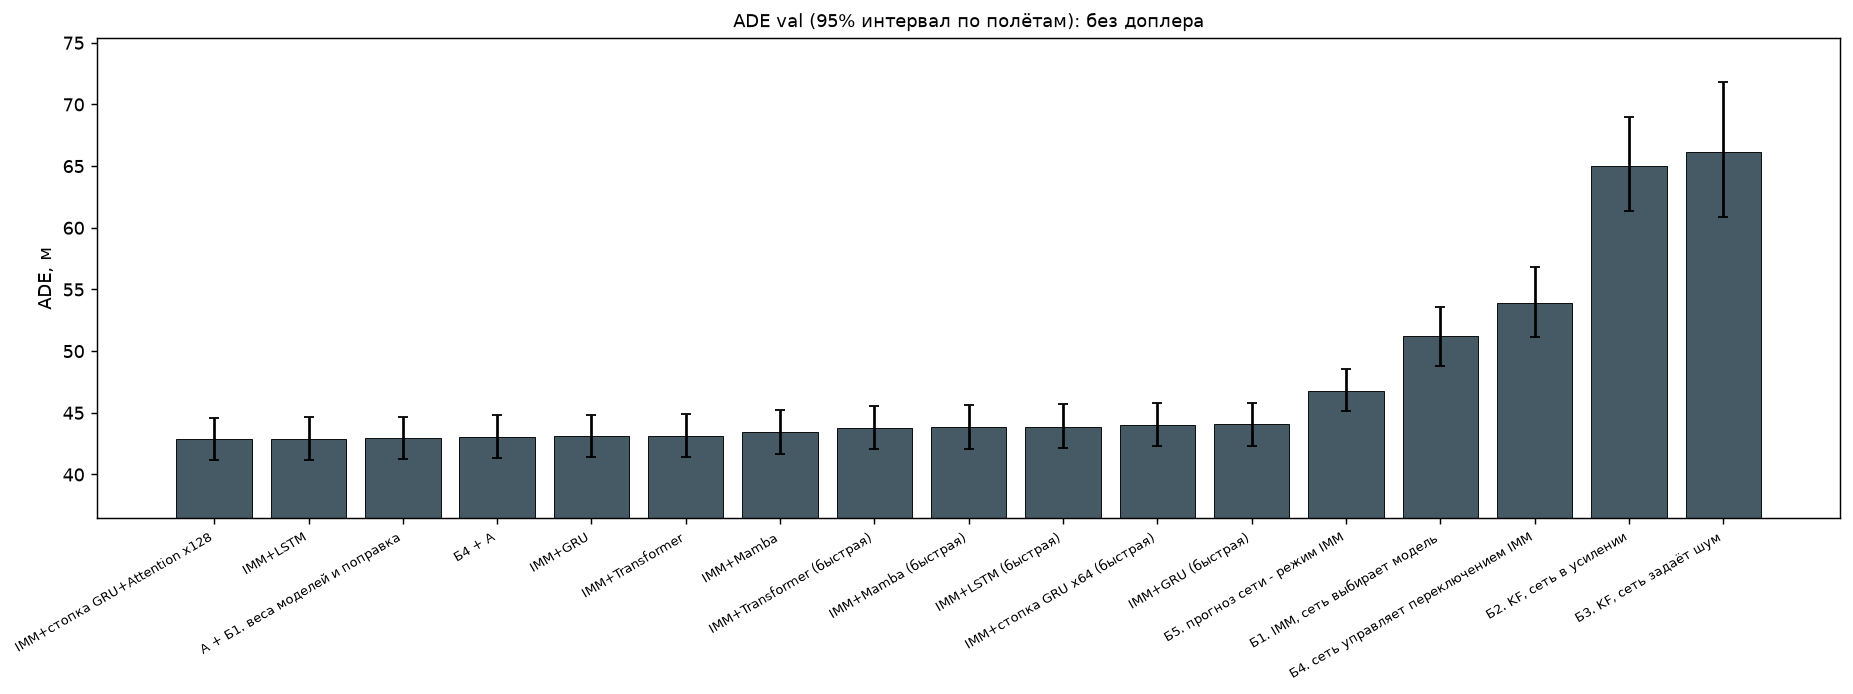 ADE val (95% интервал по полётам): без доплера
ADE, м
75
70
65
60
55
50
45
40
IMM+стопка GRU+Attention x128
IMM+LSTM
А + Б1. веса моделей и поправка
Б4 + А
IMM+GRU
IMM+Transformer
IMM+Mamba
IMM+Transformer (быстрая)
IMM+Mamba (быстрая)
IMM+LSTM (быстрая)
IMM+стопка GRU x64 (быстрая)
IMM+GRU (быстрая)
Б5. прогноз сети - режим IMM
Б1. IMM, сеть выбирает модель
Б4. сеть управляет переключением IMM
Б2. KF, сеть в усилении
Б3. KF, сеть задаёт шум